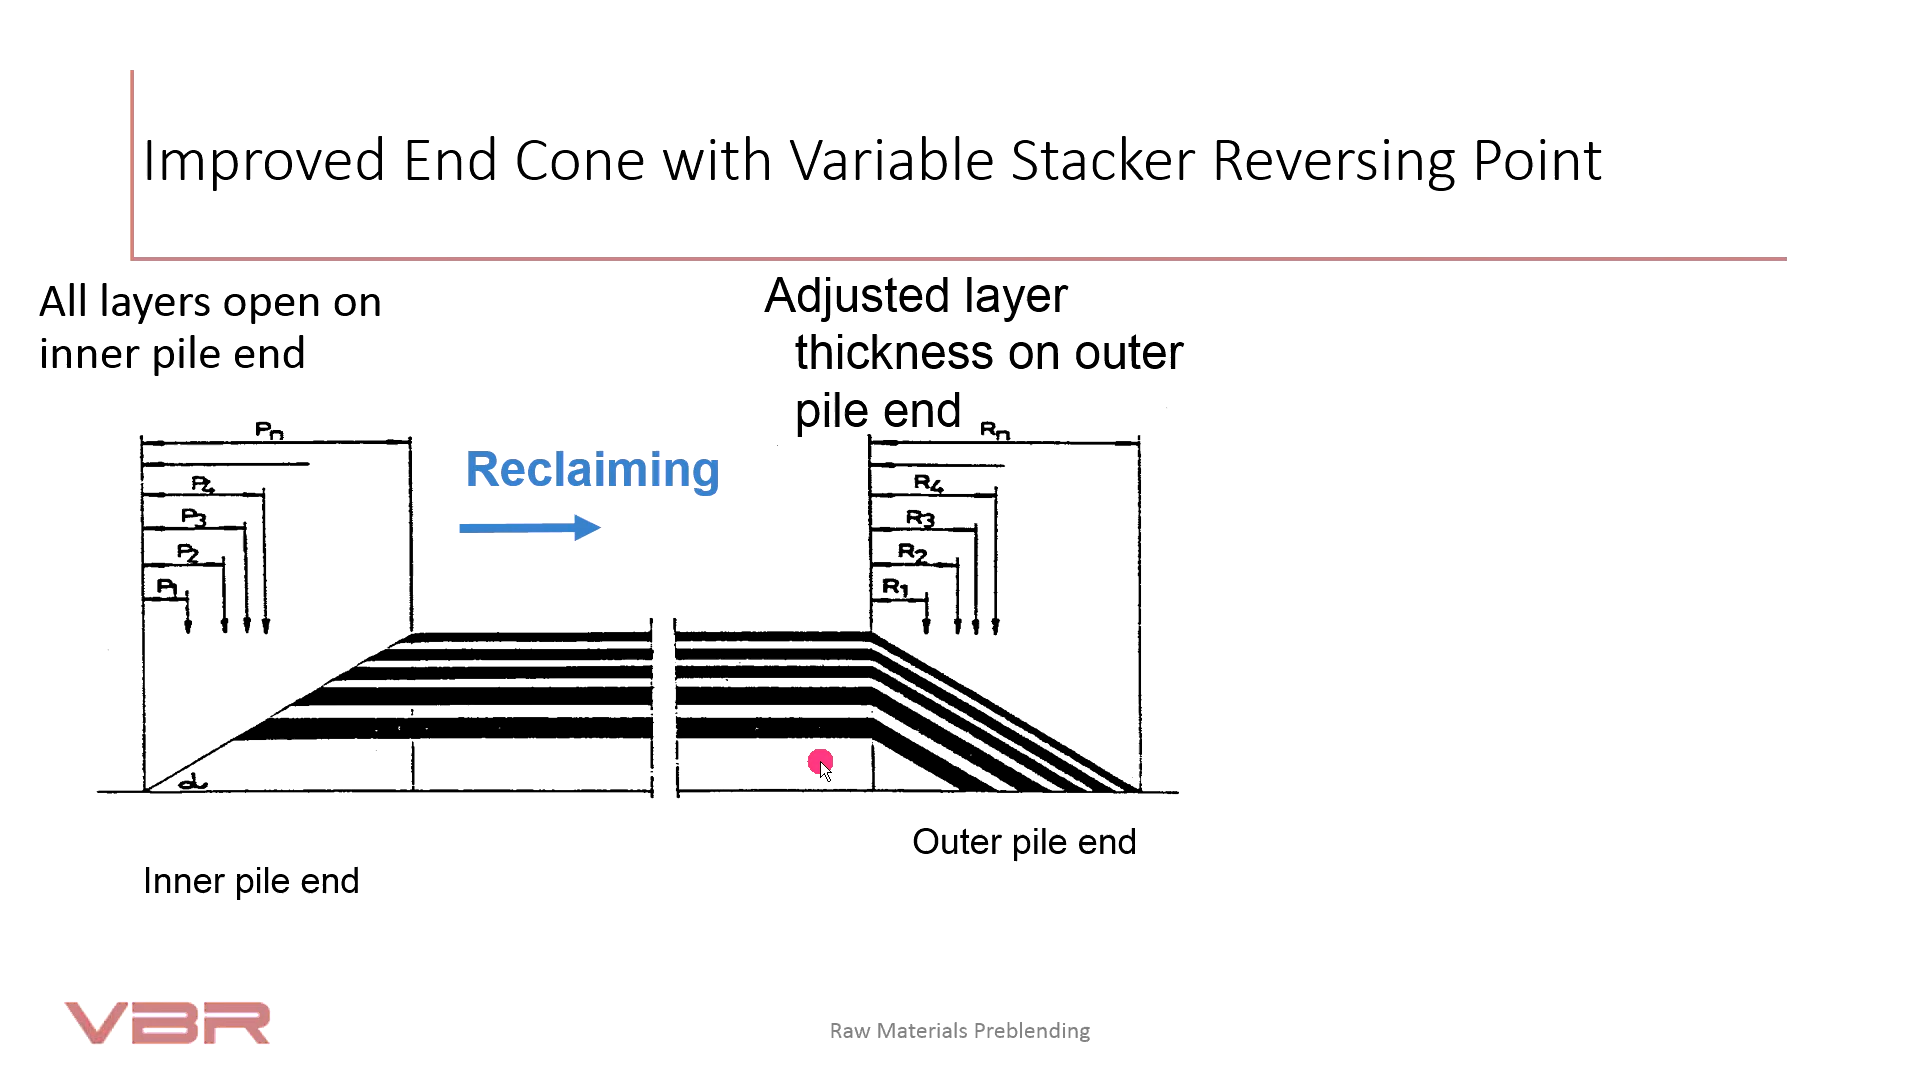 Improved End Cone with Variable Stacker Reversing Point
All layers open on
inner pile end
Adjusted layer
thickness on outer
pile end
Pn
Rn
Reclaiming
P4
R4
P3
R3
P2
R2
P1
R1
α
Outer pile end
Inner pile end
VBR
Raw Materials Preblending